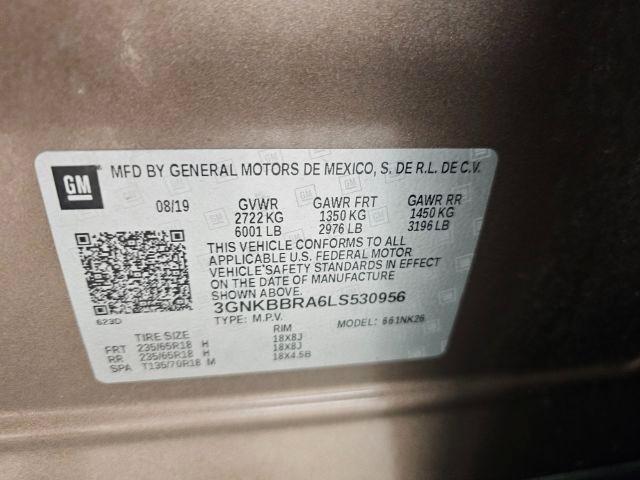 GM MFD BY GENERAL MOTORS DE MEXICO, S. DE R.L. DE C.V.
08/19 GVWR GAWR FRT GAWR RR
2722 KG 1350 KG 1450 KG
6001 LB 2976 LB 3196 LB
THIS VEHICLE CONFORMS TO ALL
APPLICABLE U.S. FEDERAL MOTOR
VEHICLE SAFETY STANDARDS IN EFFECT
ON THE DATE OF MANUFACTURE
SHOWN ABOVE.
3GNKBBRA6LS530956
623D TYPE: M.P.V. MODEL: 661NK26
TIRE SIZE RIM
FRT 235/65R18 H 18X8J
RR 235/65R18 H 18X8J
SPA T135/70R18 M 18X4.5B